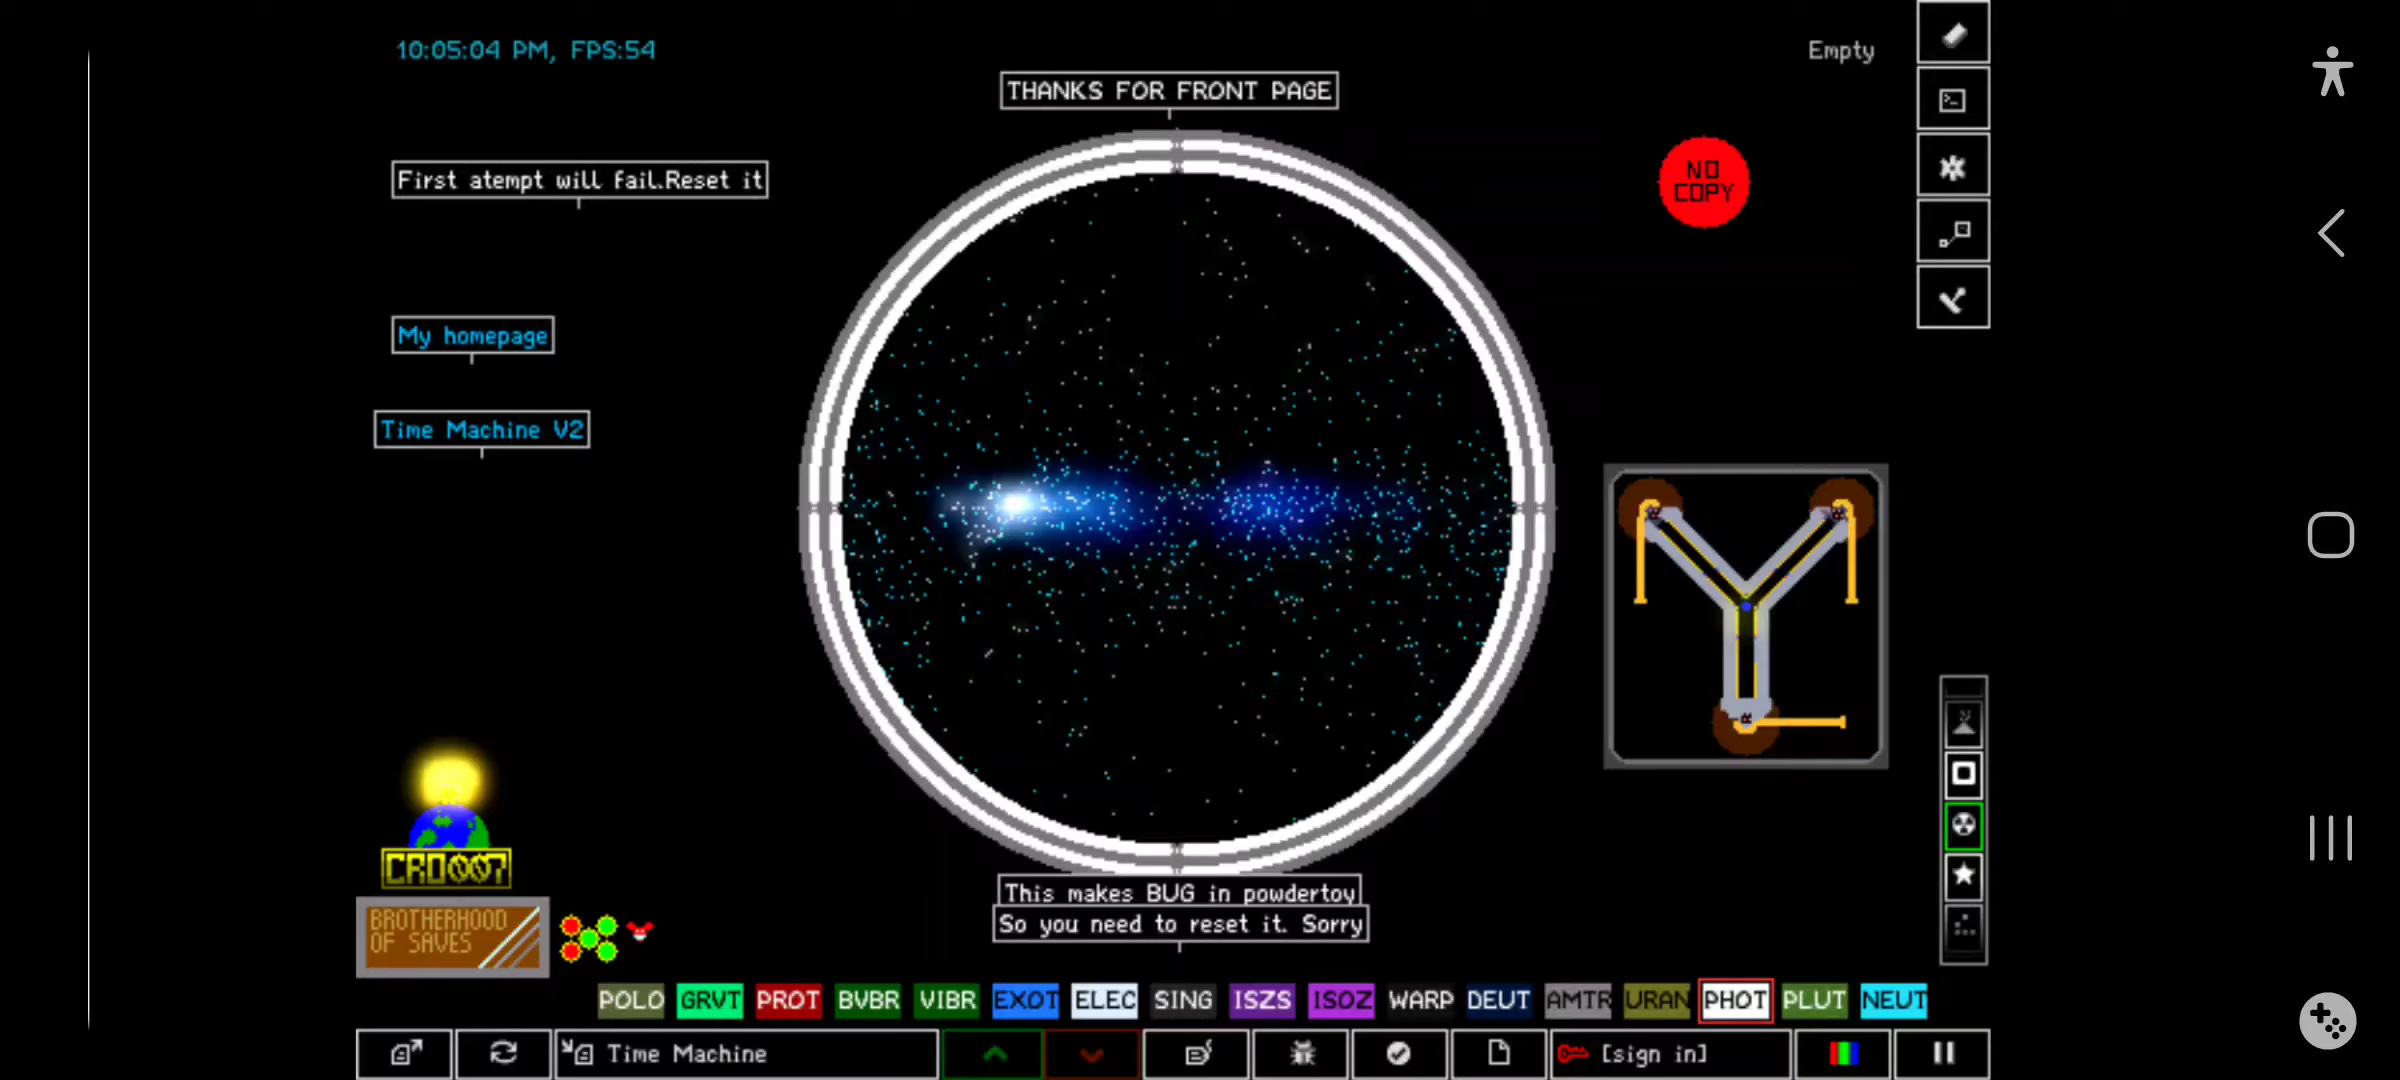 10:05:04 PM, FPS:54
Empty
THANKS FOR FRONT PAGE
First atempt will fail.Reset it
NO
COPY
My homepage
Time Machine V2
CRO007
BROTHERHOOD
OF SAVES
This makes BUG in powdertoy
So you need to reset it. Sorry
POLO GRVT PROT BVBR VIBR EXOT ELEC SING ISZS ISOZ WARP DEUT AMTR URAN PHOT PLUT NEUT
Time Machine
[sign in]